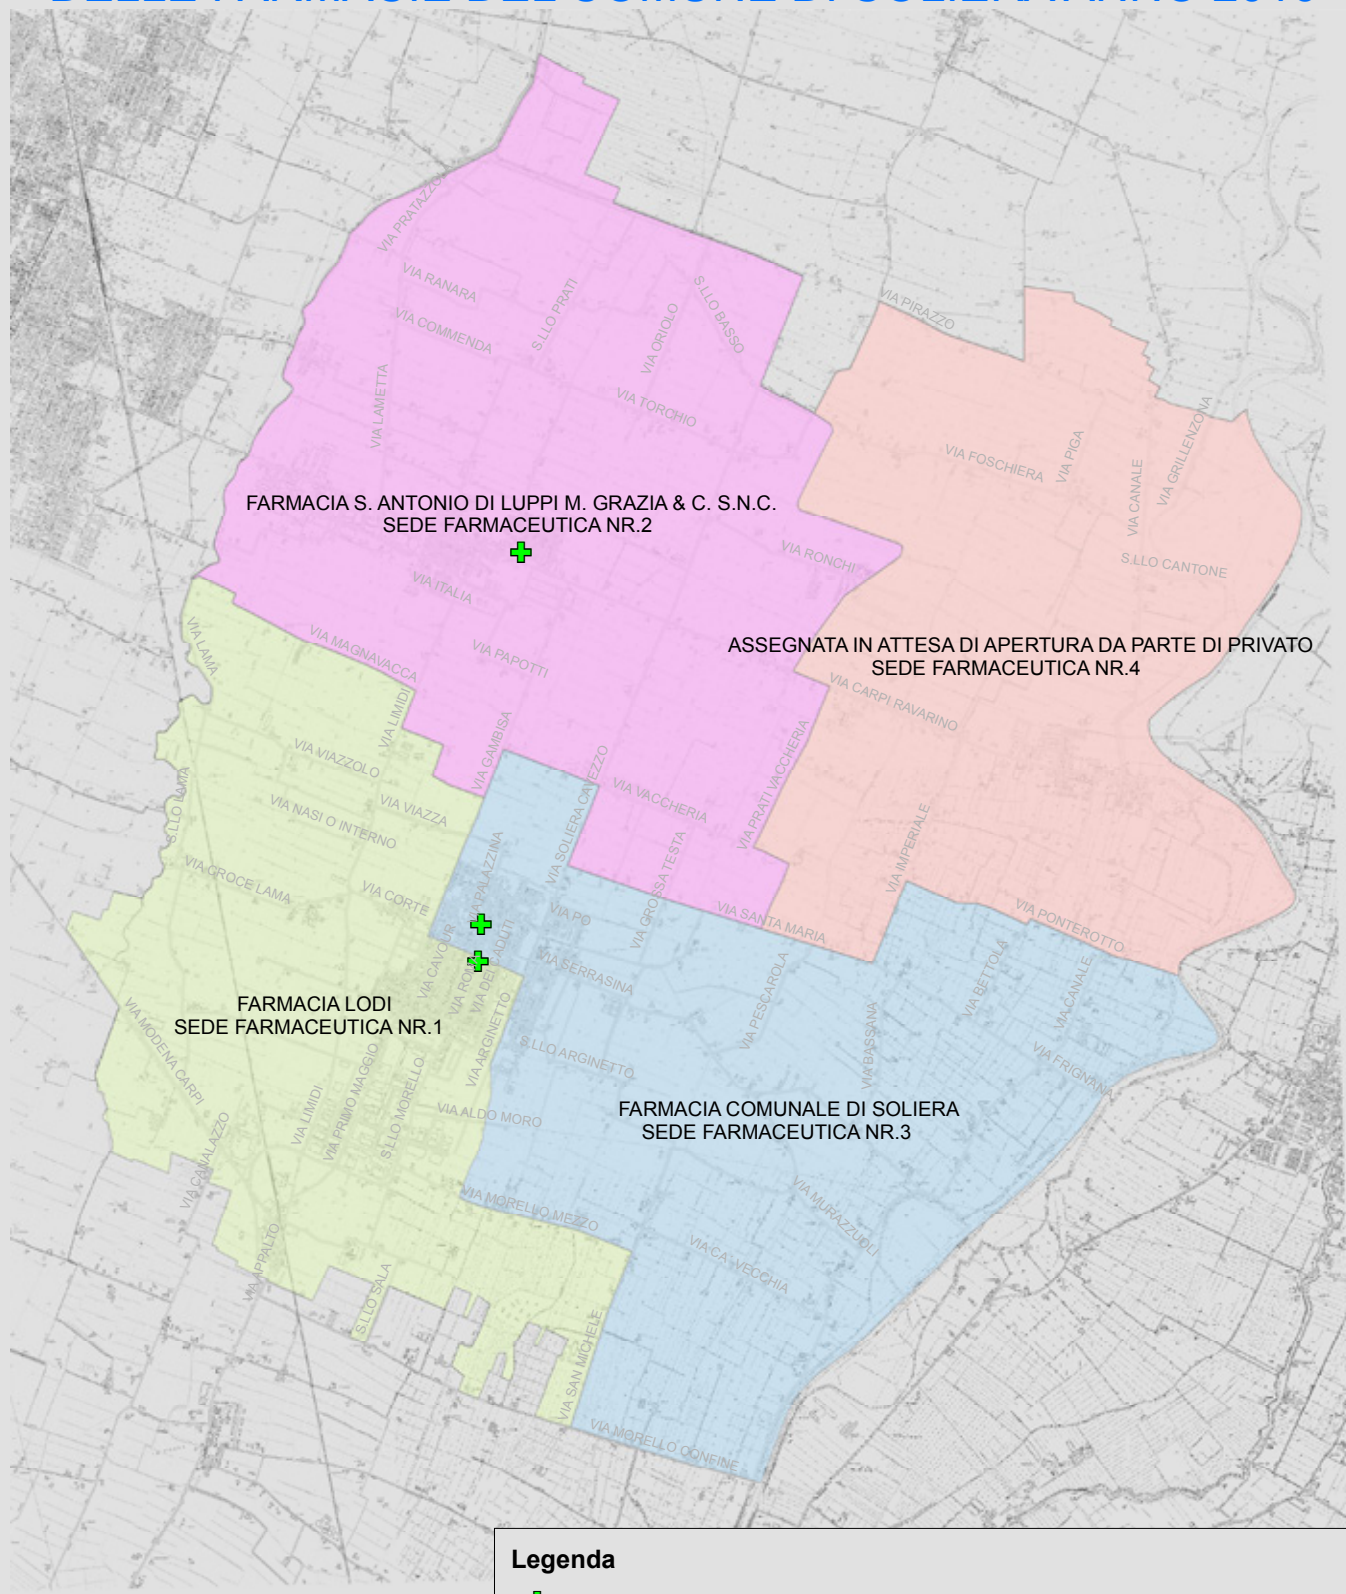 VIA PRATAZZO
VIA RANARA
VIA COMMENDA
S.LLO PRATI
VIA ORIOLO
S.LLO BASSO
VIA PIRAZZO
VIA LAMETTA
VIA TORCHIO
VIA FOSCHIERA
VIA PIGA
VIA CANALE
VIA GRILLENZONA
FARMACIA S. ANTONIO DI LUPPI M. GRAZIA & C. S.N.C.
SEDE FARMACEUTICA NR.2
VIA RONCHI
S.LLO CANTONE
VIA ITALIA
VIA LAMA
VIA MAGNAVACCA
VIA PAPOTTI
ASSEGNATA IN ATTESA DI APERTURA DA PARTE DI PRIVATO
SEDE FARMACEUTICA NR.4
VIA CARPI RAVARINO
VIA LIMIDI
VIA GAMBISA
VIA VIAZZOLO
VIA SOLIERA CAVEZZO
VIA VACCHERIA
VIA PRATI VACCHERIA
S.LLO LAMA
VIA NASI O INTERNO
VIA VIAZZA
VIA PALAZZINA
VIA GROSSA TESTA
VIA IMPERIALE
VIA CROCE LAMA
VIA CORTE
VIA PO
VIA SANTA MARIA
VIA PONTEROTTO
VIA CAVOUR
VIA SERRASINA
VIA PESCAROLA
VIA BETTOLA
VIA CANALE
FARMACIA LODI
SEDE FARMACEUTICA NR.1
VIA MODENA CARPI
VIA ARGINETTO
S.LLO ARGINETTO
VIA BASSANA
VIA FRIGNANA
VIA LIMIDI
VIA PRIMO MAGGIO
S.LLO MORELLO
VIA ALDO MORO
FARMACIA COMUNALE DI SOLIERA
SEDE FARMACEUTICA NR.3
VIA CANALAZZO
VIA MORELLO MEZZO
VIA MURAZZUOLI
VIA APPALTO
VIA CA' VECCHIA
S.LLO SALA
VIA SAN MICHELE
VIA MORELLO CONFINE
Legenda